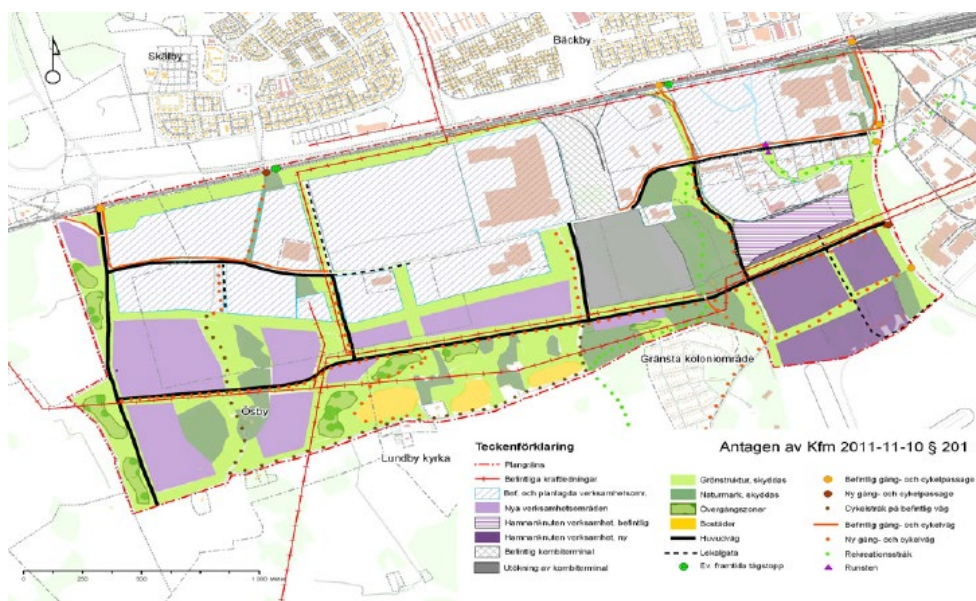 Skälby
Bäckby
Gränsta koloniområde
Ösby
Lundby kyrka
Antagen av Kfm 2011-11-10 § 201
Teckenförklaring
Plangräns
Befintliga kraftledningar
Bef. och planlagda verksamhetsomr.
Nya verksamhetsområden
Hamnanknuten verksamhet, befintlig
Hamnanknuten verksamhet, ny
Befintlig kombiterminal
Utökning av kombiterminal
Grönstruktur, skyddas
Naturmark, skyddas
Övergångszoner
Bostäder
Huvudväg
Lokalgata
Ev. framtida tågstopp
Befintlig gång- och cykelpassage
Ny gång- och cykelpassage
Cykelstråk på befintlig väg
Befintlig gång- och cykelväg
Ny gång- och cykelväg
Rekreationsstråk
Runsten
0 250 500 1 000 Meter